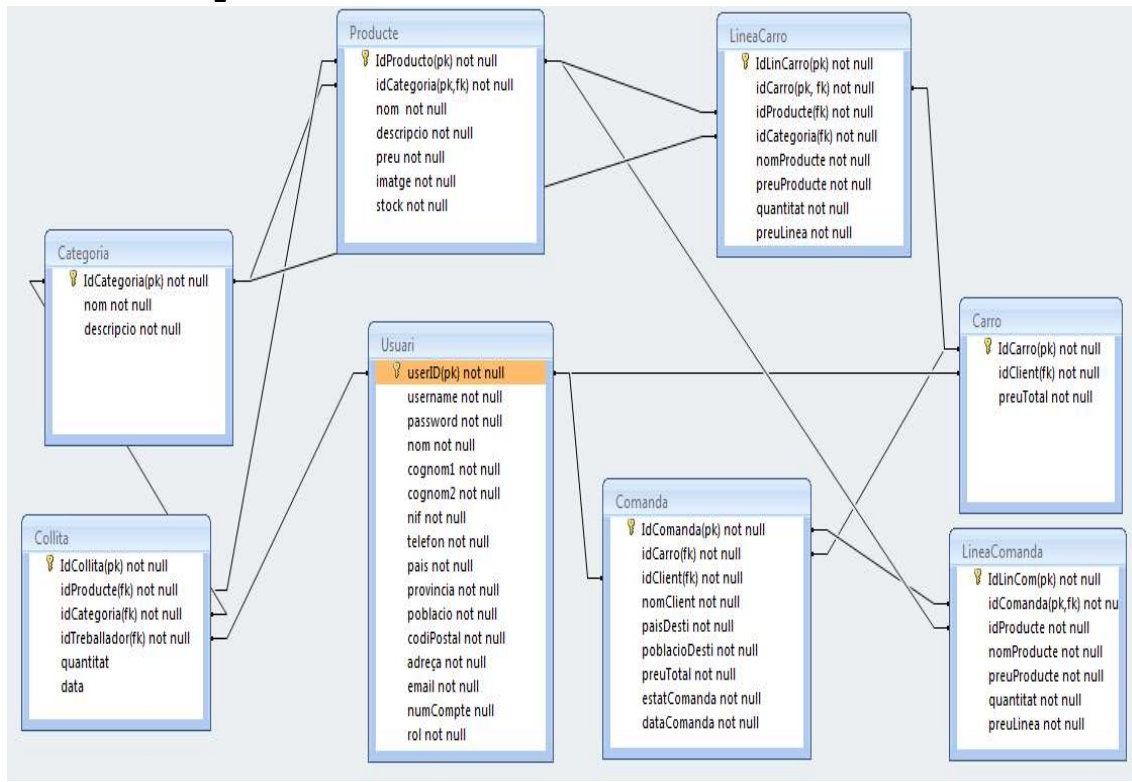 Producte
IdProducto(pk) not null
idCategoria(pk,fk) not null
nom not null
descripcio not null
preu not null
imatge not null
stock not null
LineaCarro
IdLinCarro(pk) not null
idCarro(pk, fk) not null
idProducte(fk) not null
idCategoria(fk) not null
nomProducte not null
preuProducte not null
quantitat not null
preuLinea not null
Categoria
IdCategoria(pk) not null
nom not null
descripcio not null
Usuari
userID(pk) not null
username not null
password not null
nom not null
cognom1 not null
cognom2 not null
nif not null
telefon not null
pais not null
provincia not null
poblacio not null
codiPostal not null
adreça not null
email not null
numCompte null
rol not null
Carro
IdCarro(pk) not null
idClient(fk) not null
preuTotal not null
Collita
IdCollita(pk) not null
idProducte(fk) not null
idCategoria(fk) not null
idTreballador(fk) not null
quantitat
data
Comanda
IdComanda(pk) not null
idCarro(fk) not null
idClient(fk) not null
nomClient not null
paisDesti not null
poblacioDesti not null
preuTotal not null
estatComanda not null
dataComanda not null
LineaComanda
IdLinCom(pk) not null
idComanda(pk,fk) not nu
idProducte not null
nomProducte not null
preuProducte not null
quantitat not null
preuLinea not null